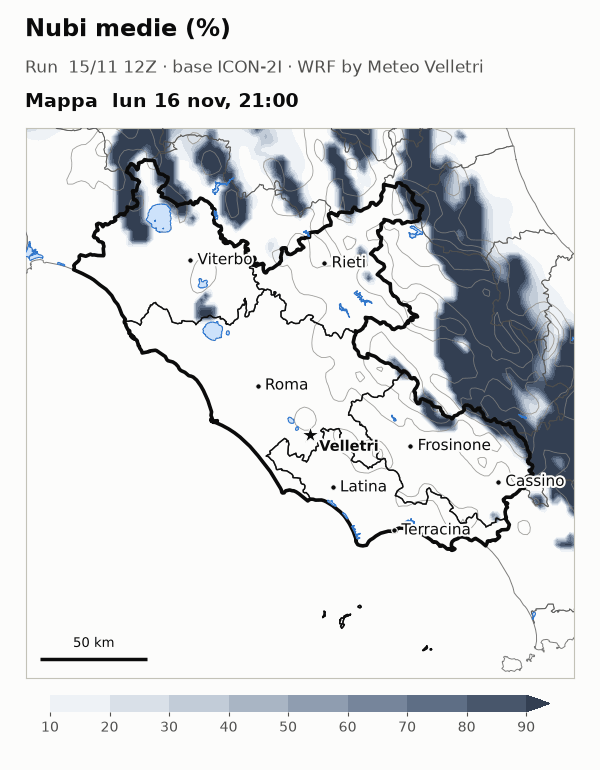 Nubi medie (%)
Run  15/11 12Z · base ICON-2I · WRF by Meteo Velletri
Mappa  lun 16 nov, 21:00
Viterbo
Rieti
Roma
Velletri
Frosinone
Cassino
Latina
Terracina
50 km
10 20 30 40 50 60 70 80 90